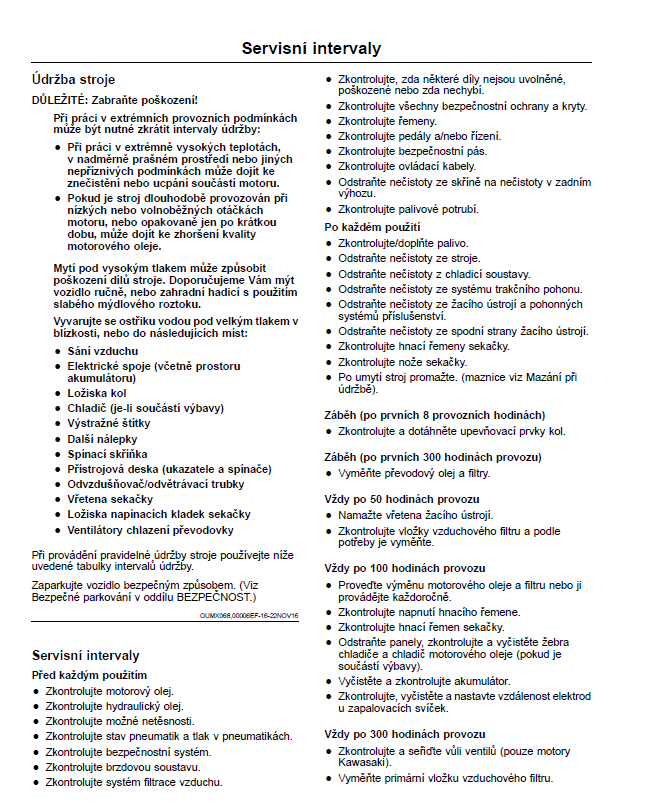 Servisní intervaly
Údržba stroje
DŮLEŽITÉ: Zabraňte poškození!
Při práci v extrémních provozních podmínkách
může být nutné zkrátit intervaly údržby:
● Při práci v extrémně vysokých teplotách,
v nadměrně prašném prostředí nebo jiných
nepříznivých podmínkách může dojít ke
znečistění nebo ucpání součástí motoru.
● Pokud je stroj dlouhodobě provozován při
nízkých nebo volnoběžných otáčkách
motoru, nebo opakovaně jen po krátkou
dobu, může dojít ke zhoršení kvality
motorového oleje.
Mytí pod vysokým tlakem může způsobit
poškození dílů stroje. Doporučujeme Vám mýt
vozidlo ručně, nebo zahradní hadicí s použitím
slabého mýdlového roztoku.
Vyvarujte se ostřiku vodou pod velkým tlakem v
blízkosti, nebo do následujících míst:
● Sání vzduchu
● Elektrické spoje (včetně prostoru
akumulátoru)
● Ložiska kol
● Chladič (je-li součástí výbavy)
● Výstražné štítky
● Další nálepky
● Spínací skříňka
● Přístrojová deska (ukazatele a spínače)
● Odvzdušňovač/odvětrávací trubky
● Vřetena sekačky
● Ložiska napínacích kladek sekačky
● Ventilátory chlazení převodovky
Při provádění pravidelné údržby stroje používejte níže
uvedené tabulky intervalů údržby.
Zaparkujte vozidlo bezpečným způsobem. (Viz
Bezpečné parkování v oddílu BEZPEČNOST.)
OUMX068,00006EF-16-22NOV16
Servisní intervaly
Před každým použitím
● Zkontrolujte motorový olej.
● Zkontrolujte hydraulický olej.
● Zkontrolujte možné netěsnosti.
● Zkontrolujte stav pneumatik a tlak v pneumatikách.
● Zkontrolujte bezpečnostní systém.
● Zkontrolujte brzdovou soustavu.
● Zkontrolujte systém filtrace vzduchu.
● Zkontrolujte, zda některé díly nejsou uvolněné,
poškozené nebo zda nechybí.
● Zkontrolujte všechny bezpečnostní ochrany a kryty.
● Zkontrolujte řemeny.
● Zkontrolujte pedály a/nebo řízení.
● Zkontrolujte bezpečnostní pás.
● Zkontrolujte ovládací kabely.
● Odstraňte nečistoty ze skříně na nečistoty v zadním
výhozu.
● Zkontrolujte palivové potrubí.
Po každém použití
● Zkontrolujte/doplňte palivo.
● Odstraňte nečistoty ze stroje.
● Odstraňte nečistoty z chladicí soustavy.
● Odstraňte nečistoty ze systému trakčního pohonu.
● Odstraňte nečistoty ze žacího ústrojí a pohonných
systémů příslušenství.
● Odstraňte nečistoty ze spodní strany žacího ústrojí.
● Zkontrolujte hnací řemeny sekačky.
● Zkontrolujte nože sekačky.
● Po umytí stroj promažte. (maznice viz Mazání při
údržbě).
Záběh (po prvních 8 provozních hodinách)
● Zkontrolujte a dotáhněte upevňovací prvky kol.
Záběh (po prvních 300 hodinách provozu)
● Vyměňte převodový olej a filtry.
Vždy po 50 hodinách provozu
● Namažte vřetena žacího ústrojí.
● Zkontrolujte vložky vzduchového filtru a podle
potřeby je vyměňte.
Vždy po 100 hodinách provozu
● Proveďte výměnu motorového oleje a filtru nebo ji
provádějte každoročně.
● Zkontrolujte napnutí hnacího řemene.
● Zkontrolujte hnací řemen sekačky.
● Odstraňte panely, zkontrolujte a vyčistěte žebra
chladiče a chladič motorového oleje (pokud je
součástí výbavy).
● Vyčistěte a zkontrolujte akumulátor.
● Zkontrolujte, vyčistěte a nastavte vzdálenost elektrod
u zapalovacích svíček.
Vždy po 300 hodinách provozu
● Zkontrolujte a seřiďte vůli ventilů (pouze motory
Kawasaki).
● Vyměňte primární vložku vzduchového filtru.